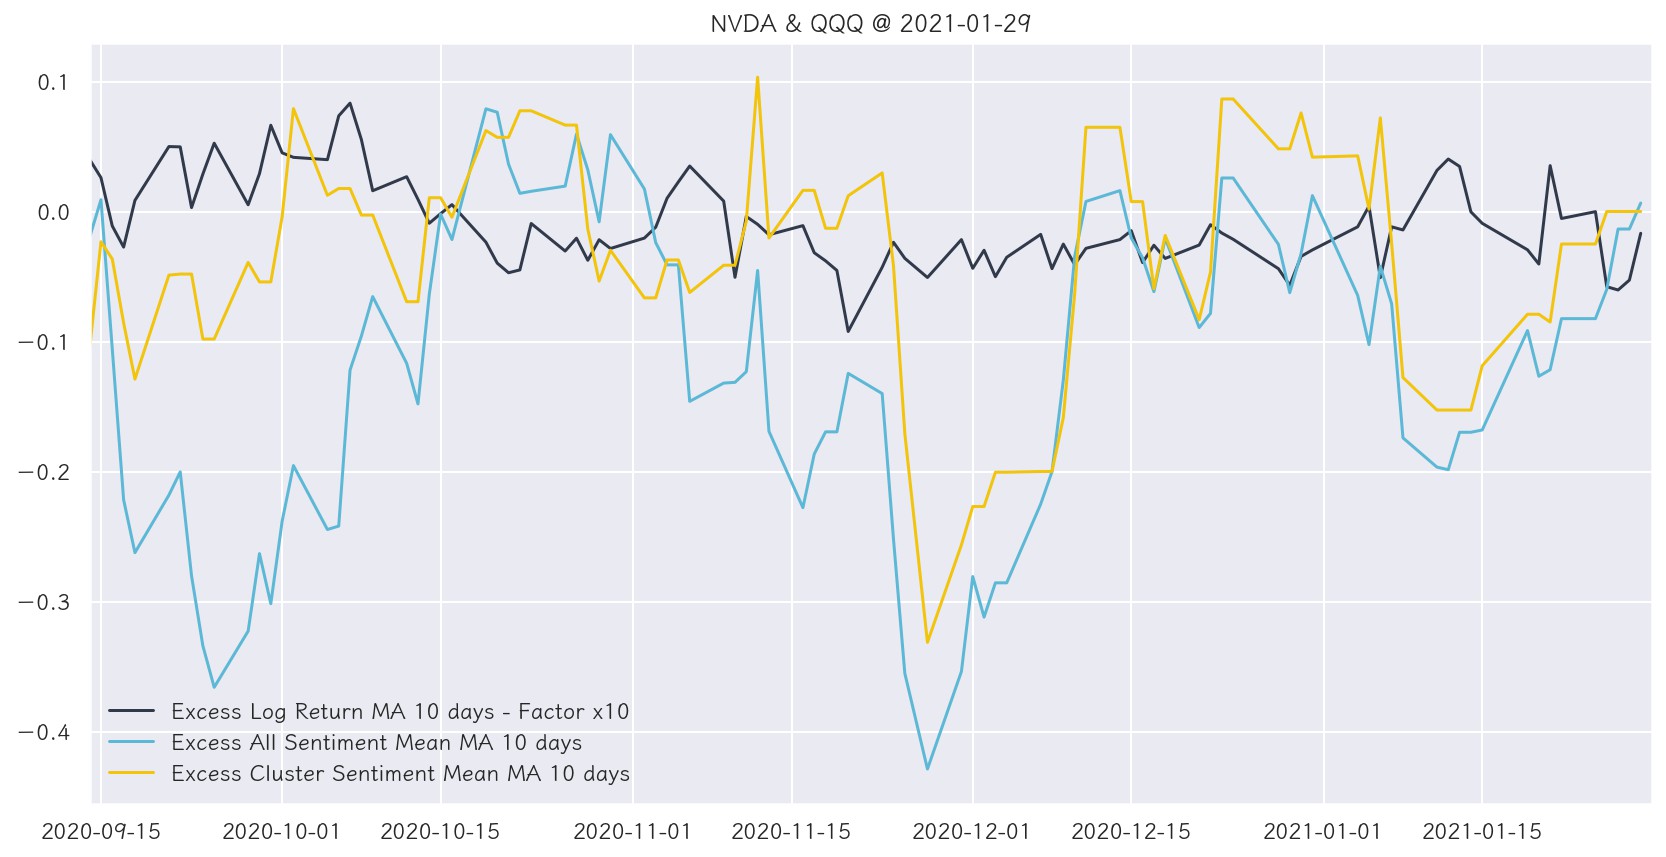 NVDA & QQQ @ 2021-01-29
0.1
0.0
−0.1
−0.2
−0.3
−0.4
Excess Log Return MA 10 days - Factor x10
Excess All Sentiment Mean MA 10 days
Excess Cluster Sentiment Mean MA 10 days
2020-09-15 2020-10-01 2020-10-15 2020-11-01 2020-11-15 2020-12-01 2020-12-15 2021-01-01 2021-01-15